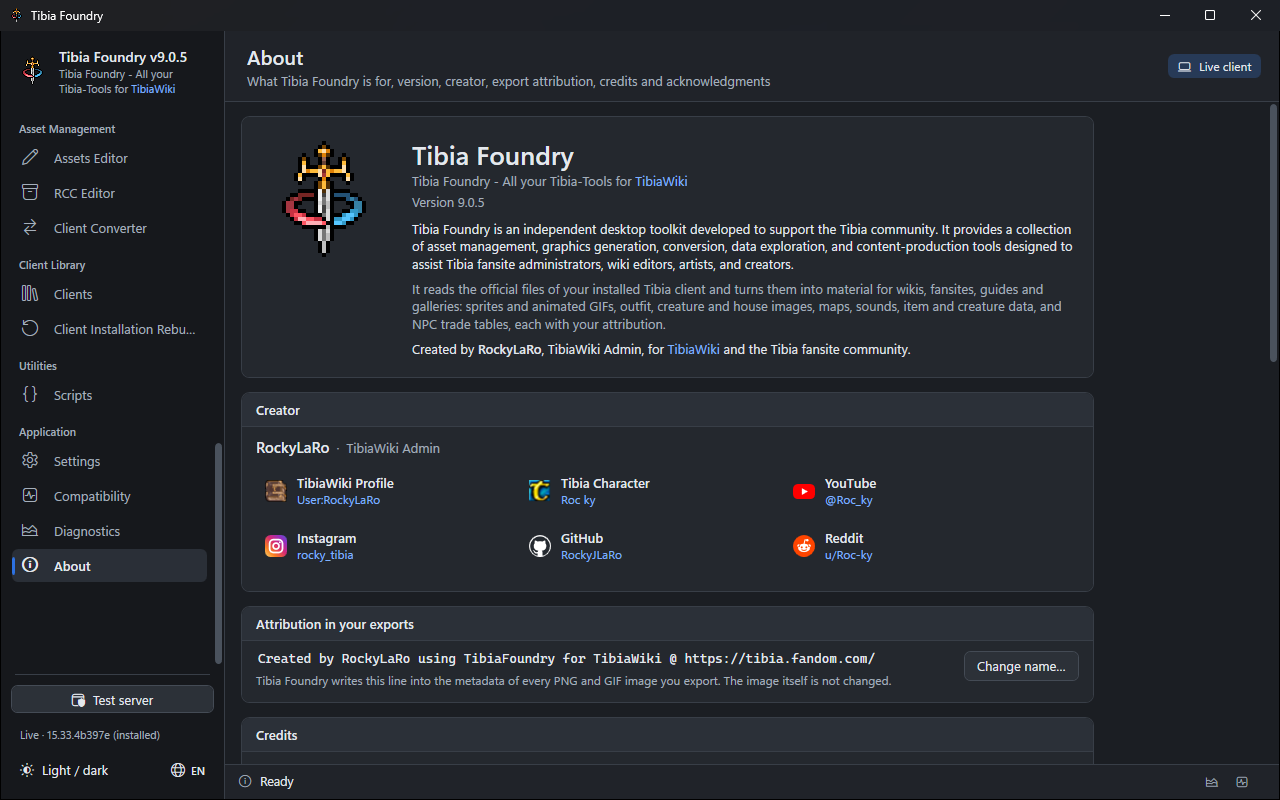 Tibia Foundry
Tibia Foundry v9.0.5
Tibia Foundry - All your
Tibia-Tools for TibiaWiki
Asset Management
Assets Editor
RCC Editor
Client Converter
Client Library
Clients
Client Installation Rebu...
Utilities
Scripts
Application
Settings
Compatibility
Diagnostics
About
Test server
Live · 15.33.4b397e (installed)
Light / dark
EN
About
What Tibia Foundry is for, version, creator, export attribution, credits and acknowledgments
Live client
Tibia Foundry
Tibia Foundry - All your Tibia-Tools for TibiaWiki
Version 9.0.5
Tibia Foundry is an independent desktop toolkit developed to support the Tibia community. It provides a collection
of asset management, graphics generation, conversion, data exploration, and content-production tools designed to
assist Tibia fansite administrators, wiki editors, artists, and creators.
It reads the official files of your installed Tibia client and turns them into material for wikis, fansites, guides and
galleries: sprites and animated GIFs, outfit, creature and house images, maps, sounds, item and creature data, and
NPC trade tables, each with your attribution.
Created by RockyLaRo, TibiaWiki Admin, for TibiaWiki and the Tibia fansite community.
Creator
RockyLaRo · TibiaWiki Admin
TibiaWiki Profile
User:RockyLaRo
Tibia Character
Roc ky
YouTube
@Roc_ky
Instagram
rocky_tibia
GitHub
RockyJLaRo
Reddit
u/Roc-ky
Attribution in your exports
Created by RockyLaRo using TibiaFoundry for TibiaWiki @ https://tibia.fandom.com/
Tibia Foundry writes this line into the metadata of every PNG and GIF image you export. The image itself is not changed.
Change name...
Credits
Ready